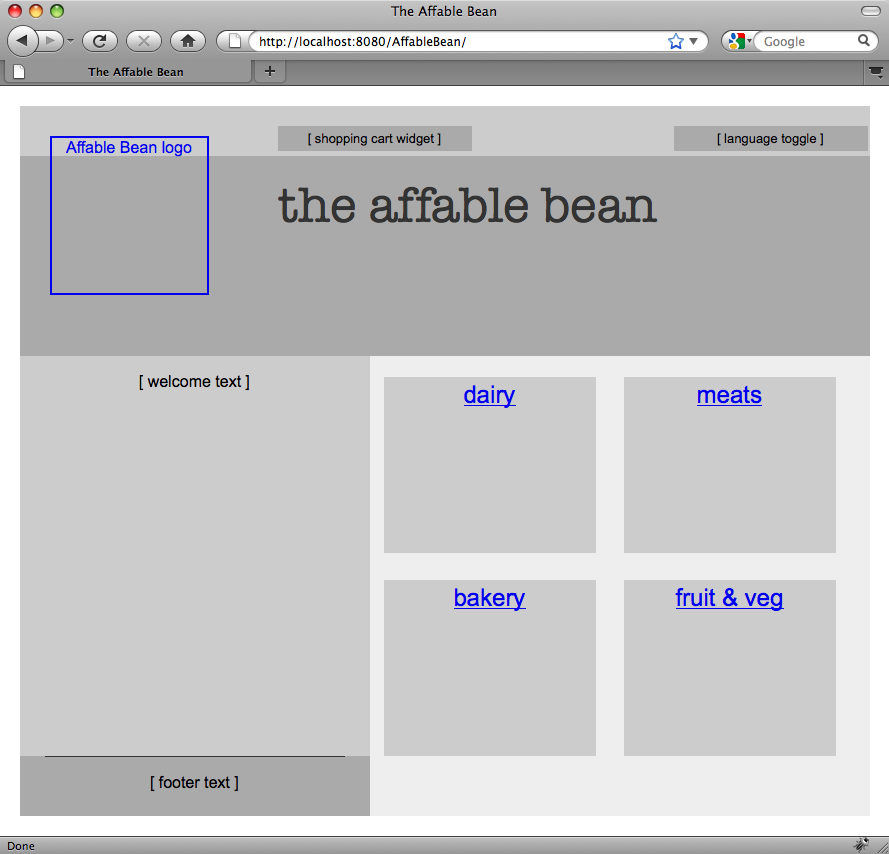 The Affable Bean
http://localhost:8080/AffableBean/
Google
The Affable Bean
[ shopping cart widget ]
[ language toggle ]
Affable Bean logo
the affable bean
[ welcome text ]
dairy
meats
bakery
fruit & veg
[ footer text ]
Done